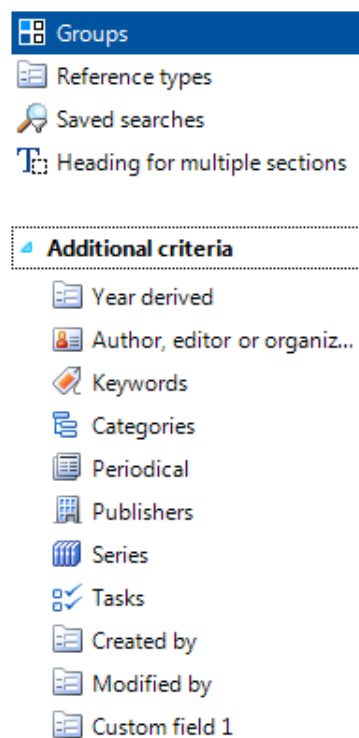 Groups
Reference types
Saved searches
Heading for multiple sections
Additional criteria
Year derived
Author, editor or organiz...
Keywords
Categories
Periodical
Publishers
Series
Tasks
Created by
Modified by
Custom field 1